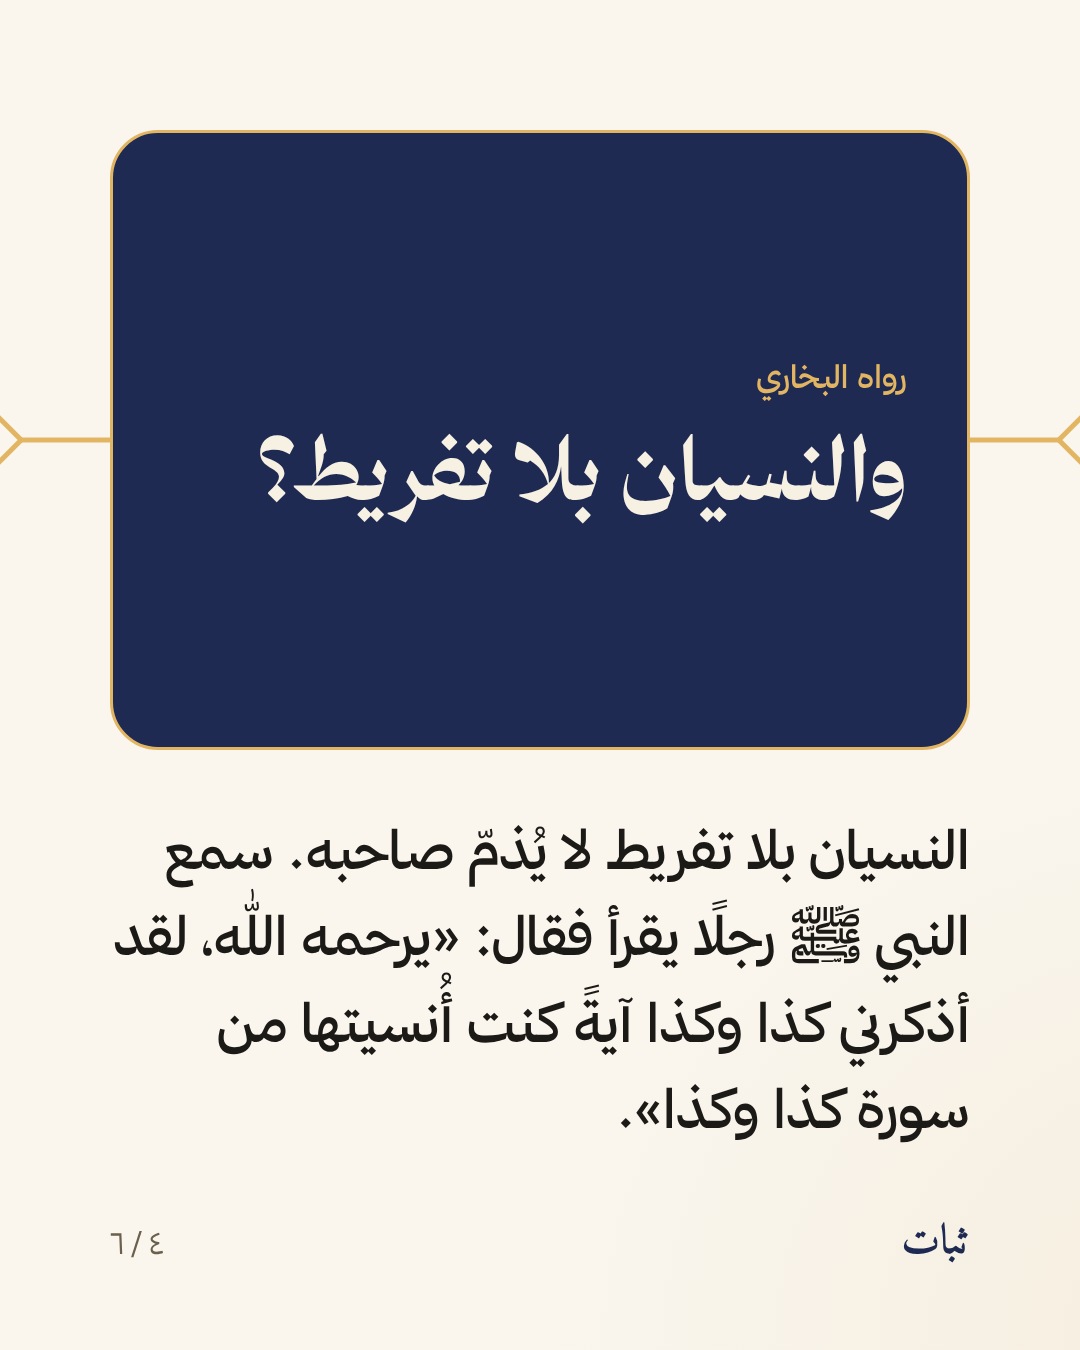 رواه البخاري
والنسيان بلا تفريط؟
النسيان بلا تفريط لا يُذمّ صاحبه. سمع
النبي ﷺ رجلًا يقرأ فقال: «يرحمه الله، لقد
أذكرني كذا وكذا آيةً كنت أُنسيتها من
سورة كذا وكذا».
ثبات
٤ / ٦